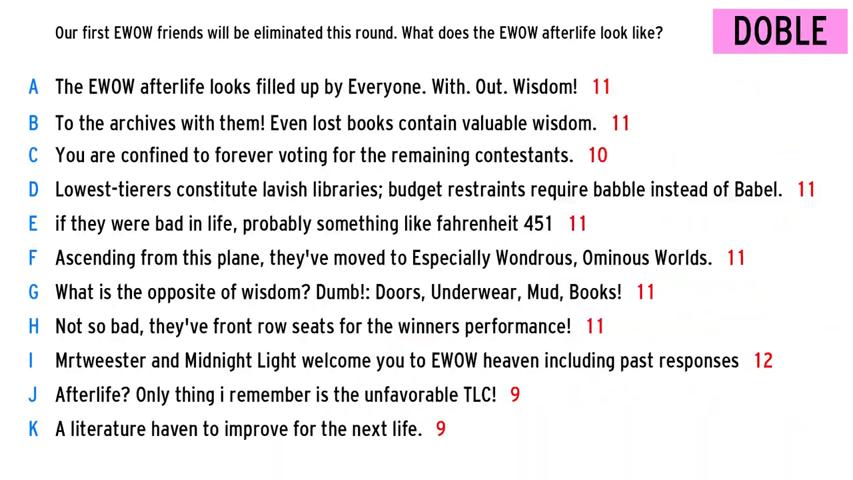 Our first EWOW friends will be eliminated this round. What does the EWOW afterlife look like?
DOBLE
A The EWOW afterlife looks filled up by Everyone. With. Out. Wisdom! 11
B To the archives with them! Even lost books contain valuable wisdom. 11
C You are confined to forever voting for the remaining contestants. 10
D Lowest-tierers constitute lavish libraries; budget restraints require babble instead of Babel. 11
E if they were bad in life, probably something like fahrenheit 451 11
F Ascending from this plane, they've moved to Especially Wondrous, Ominous Worlds. 11
G What is the opposite of wisdom? Dumb!: Doors, Underwear, Mud, Books! 11
H Not so bad, they've front row seats for the winners performance! 11
I Mrtweester and Midnight Light welcome you to EWOW heaven including past responses 12
J Afterlife? Only thing i remember is the unfavorable TLC! 9
K A literature haven to improve for the next life. 9